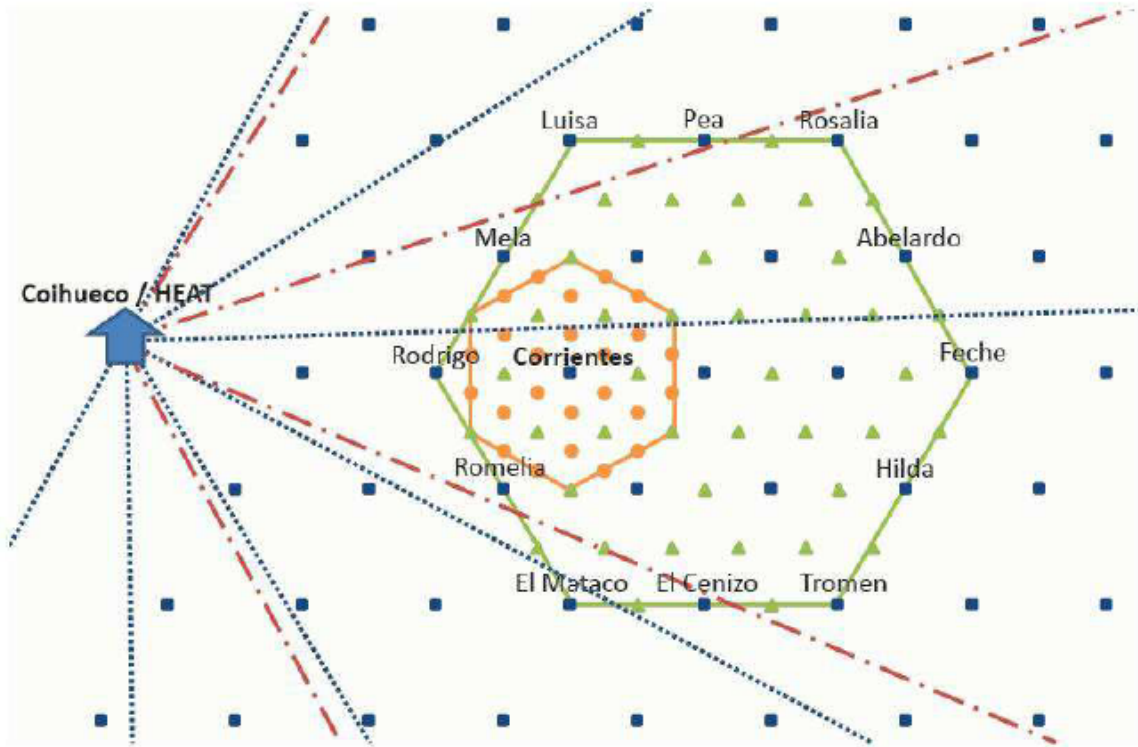 Luisa Pea Rosalia
Mela Abelardo
Coihueco / HEAT
Rodrigo Corrientes Feche
Romelia Hilda
El Mataco El Cenizo Tromen